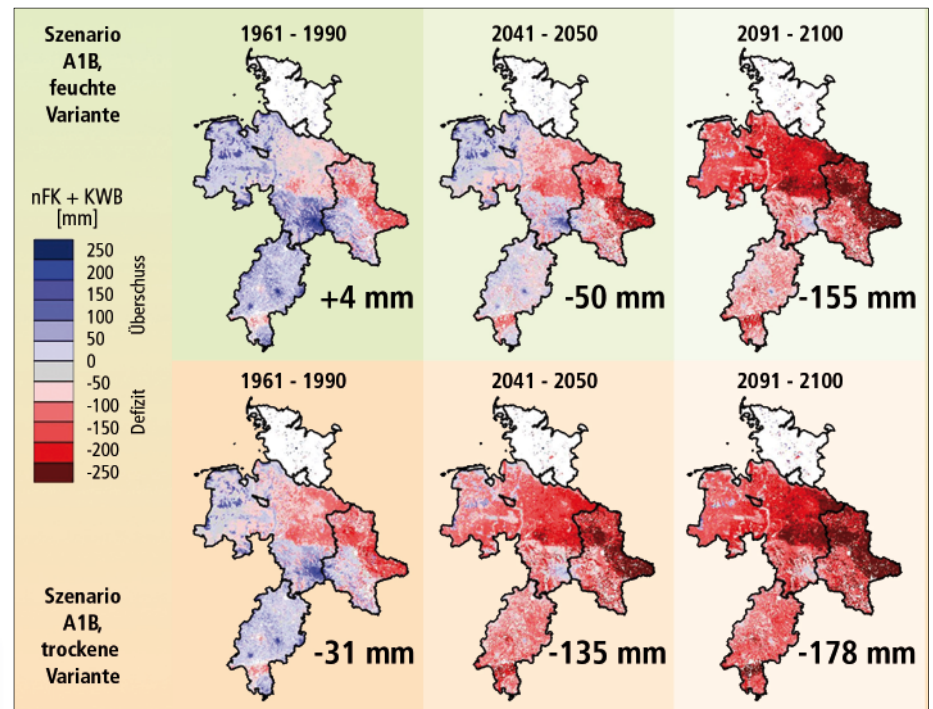 Szenario
A1B,
feuchte
Variante
1961 - 1990
2041 - 2050
2091 - 2100
+4 mm
-50 mm
-155 mm
nFK + KWB
[mm]
250
200
150
100
50
0
-50
-100
-150
-200
-250
Überschuss
Defizit
1961 - 1990
2041 - 2050
2091 - 2100
-31 mm
-135 mm
-178 mm
Szenario
A1B,
trockene
Variante